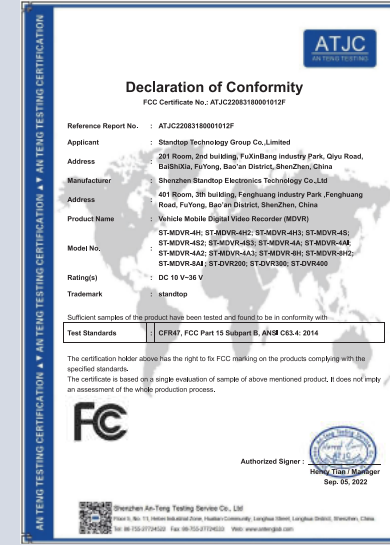 ATJC
AN TENG TESTING
Declaration of Conformity
FCC Certificate No.: ATJC22083180001012F
Reference Report No. : ATJC22083180001012F
Applicant : Standtop Technology Group Co.,Limited
Address : 201 Room, 2nd building, FuXinBang industry Park, Qiyu Road,
BaiShiXia, FuYong, Bao'an District, ShenZhen, China
Manufacturer : Shenzhen Standtop Electronics Technology Co.,Ltd
Address : 401 Room, 3th building, Fenghuang industry Park ,Fenghuang
Road, FuYong, Bao'an District, ShenZhen, China
Product Name : Vehicle Mobile Digital Video Recorder (MDVR)
Model No. : ST-MDVR-4H; ST-MDVR-4H2; ST-MDVR-4H3; ST-MDVR-4S;
ST-MDVR-4S2; ST-MDVR-4S3; ST-MDVR-4A; ST-MDVR-4AI;
ST-MDVR-4A2; ST-MDVR-4A3; ST-MDVR-8H; ST-MDVR-8H2;
ST-MDVR-8AI; ST-DVR200; ST-DVR300; ST-DVR400
Rating(s) : DC 10 V~36 V
Trademark : standtop
Sufficient samples of the product have been tested and found to be in conformity with
Test Standards : CFR47, FCC Part 15 Subpart B, ANSI C63.4: 2014
The certification holder above has the right to fix FCC marking on the products complying with the
specified standards.
The certificate is based on a single evaluation of sample of above mentioned product, It does not imply
an assessment of the whole production process.
FC
Authorized Signer :
ATJC
Henry Tian / Manager
Sep. 05, 2022
Shenzhen An-Teng Testing Service Co., Ltd
AN TENG TESTING CERTIFICATION ▲▼ AN TENG TESTING CERTIFICATION ▲▼ AN TENG TESTING CERTIFICATION